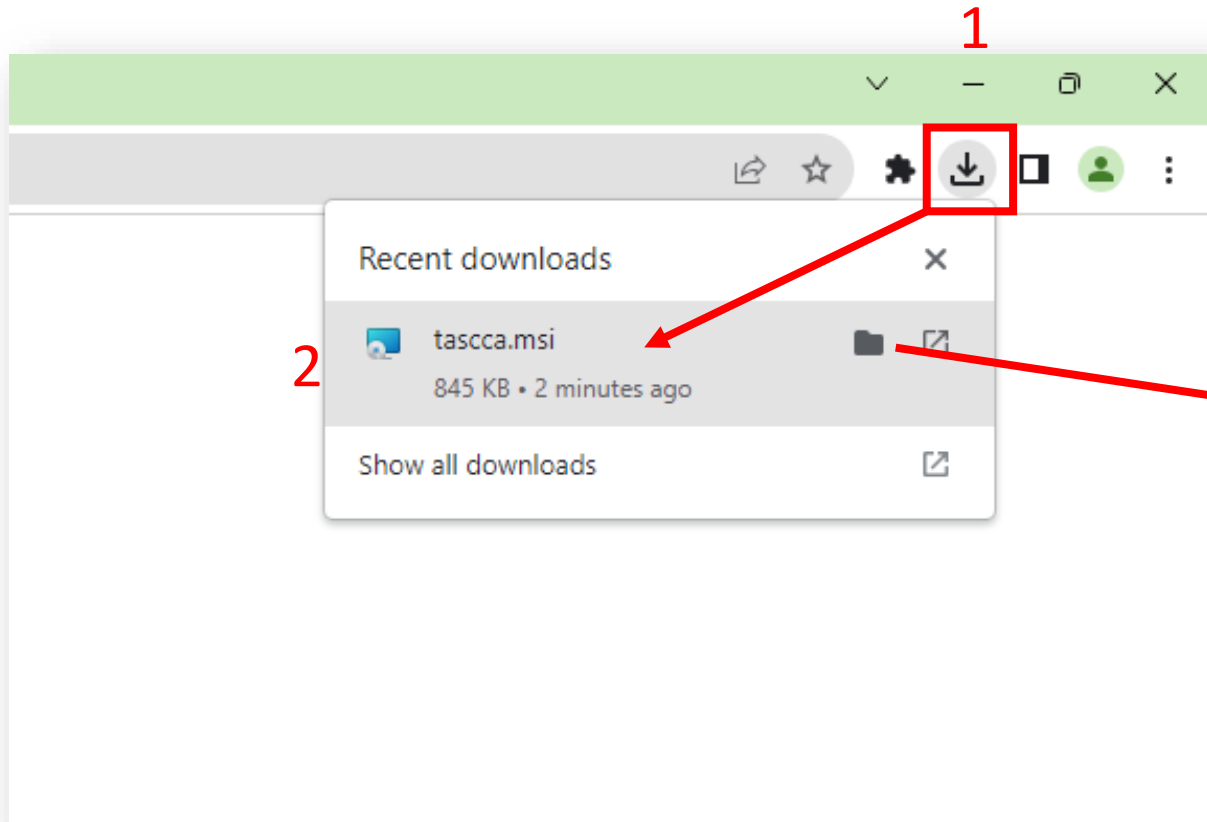 1
Recent downloads
2
tascca.msi
845 KB • 2 minutes ago
Show all downloads